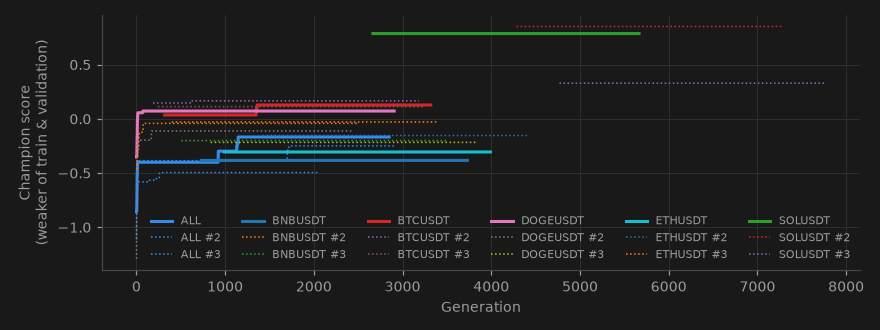 Champion score
(weaker of train & validation)
0.5
0.0
−0.5
−1.0
ALL BNBUSDT BTCUSDT DOGEUSDT ETHUSDT SOLUSDT
ALL #2 BNBUSDT #2 BTCUSDT #2 DOGEUSDT #2 ETHUSDT #2 SOLUSDT #2
ALL #3 BNBUSDT #3 BTCUSDT #3 DOGEUSDT #3 ETHUSDT #3 SOLUSDT #3
0 1000 2000 3000 4000 5000 6000 7000 8000
Generation